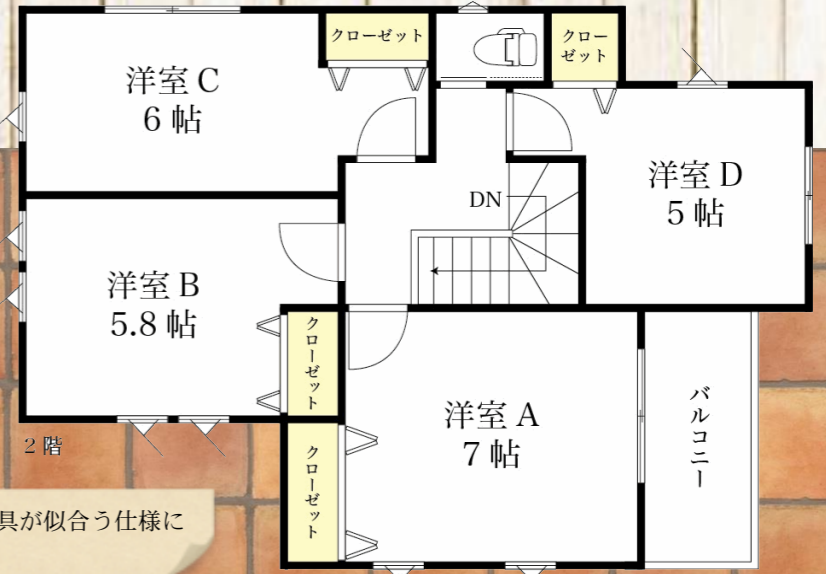 クローゼット
クロー
ゼット
洋室 C
6 帖
洋室 D
5 帖
DN
洋室 B
5.8 帖
クローゼット
洋室 A
7 帖
バルコニー
クローゼット
2 階
具が似合う仕様に